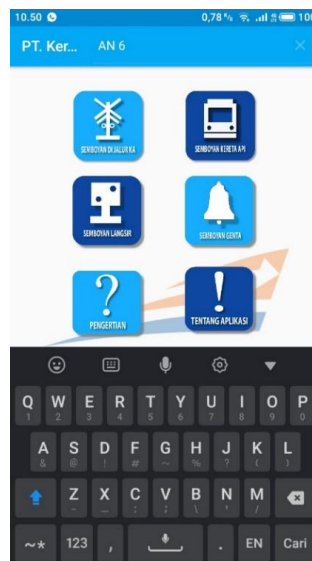 10.50 0,78 ᴷ/s 100
PT. Ker... AN 6 ×
SEMBOYAN DI JALUR KA
SEMBOYAN KERETA API
SEMBOYAN LANGSIR
SEMBOYAN GENTA
PENGERTIAN
TENTANG APLIKASI
Q W E R T Y U I O P
1 2 3 4 5 6 7 8 9 0
A S D F G H J K L
& @ ! # ~ % ? ( )
Z X C V B N M
- _ : ; \ ' /
~* 123 , . EN Cari